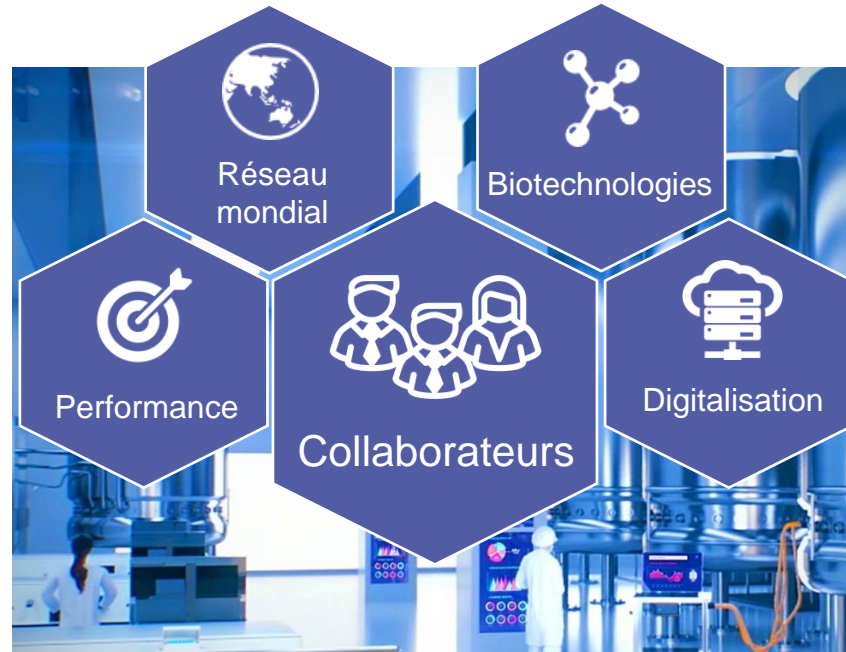 Réseau
mondial
Biotechnologies
Performance
Collaborateurs
Digitalisation